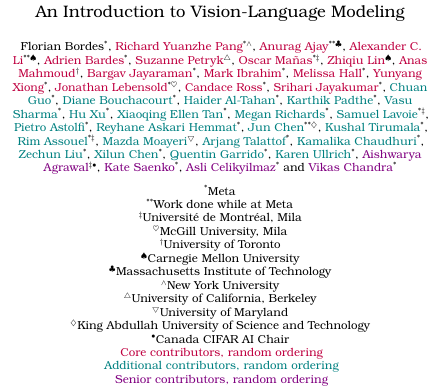 An Introduction to Vision-Language Modeling
Florian Bordes*, Richard Yuanzhe Pang*^, Anurag Ajay**♣, Alexander C.
Li**♠, Adrien Bardes*, Suzanne Petryk△, Oscar Mañas*‡, Zhiqiu Lin♠, Anas
Mahmoud†, Bargav Jayaraman*, Mark Ibrahim*, Melissa Hall*, Yunyang
Xiong*, Jonathan Lebensold*♡, Candace Ross*, Srihari Jayakumar*, Chuan
Guo*, Diane Bouchacourt*, Haider Al-Tahan*, Karthik Padthe*, Vasu
Sharma*, Hu Xu*, Xiaoqing Ellen Tan*, Megan Richards*, Samuel Lavoie*‡,
Pietro Astolfi*, Reyhane Askari Hemmat*, Jun Chen**♢, Kushal Tirumala*,
Rim Assouel*‡, Mazda Moayeri▽, Arjang Talattof*, Kamalika Chaudhuri*,
Zechun Liu*, Xilun Chen*, Quentin Garrido*, Karen Ullrich*, Aishwarya
Agrawal‡•, Kate Saenko*, Asli Celikyilmaz* and Vikas Chandra*
*Meta
**Work done while at Meta
‡Université de Montréal, Mila
♡McGill University, Mila
†University of Toronto
♠Carnegie Mellon University
♣Massachusetts Institute of Technology
^New York University
△University of California, Berkeley
▽University of Maryland
♢King Abdullah University of Science and Technology
•Canada CIFAR AI Chair
Core contributors, random ordering
Additional contributors, random ordering
Senior contributors, random ordering